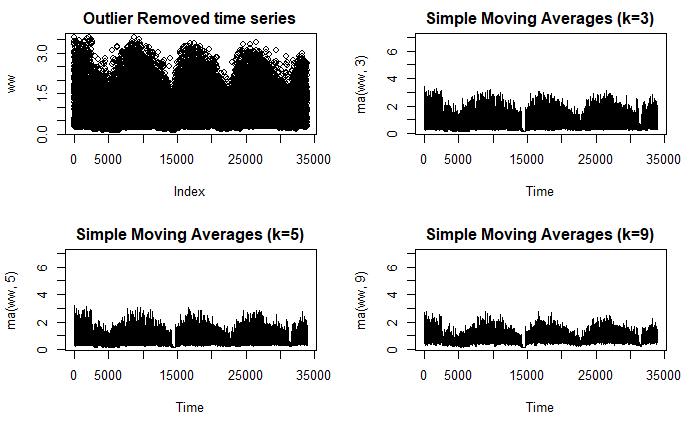 Outlier Removed time series
ww
3.0
1.5
0.0
0 5000 15000 25000 35000
Index
Simple Moving Averages (k=3)
ma(ww, 3)
6
4
2
0
0 5000 15000 25000 35000
Time
Simple Moving Averages (k=5)
ma(ww, 5)
6
4
2
0
0 5000 15000 25000 35000
Time
Simple Moving Averages (k=9)
ma(ww, 9)
6
4
2
0
0 5000 15000 25000 35000
Time